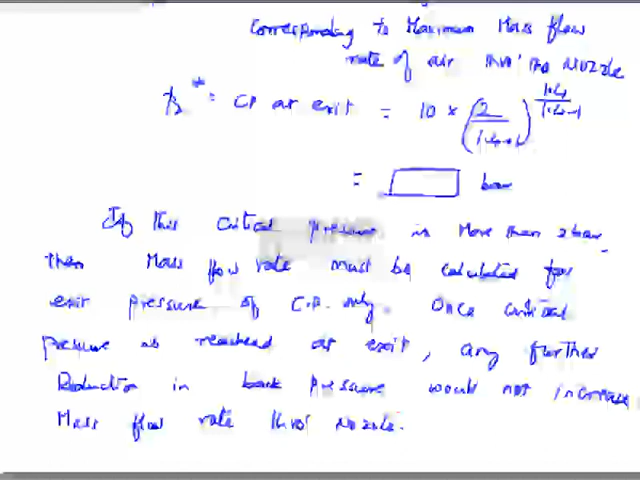 Corresponding to Maximum Mass flow
rate of air thro' the Nozzle
p₂* = CP at exit = 10 × (2/1.4+1)^(1.4/1.4-1)
= bar
If this critical pressure is More than 2 bar
then Mass flow rate must be calculated for
exit pressure of C.P. only. Once critical
pressure is reached at exit, any further
Reduction in back pressure would not increase
Mass flow rate thro' Nozzle.